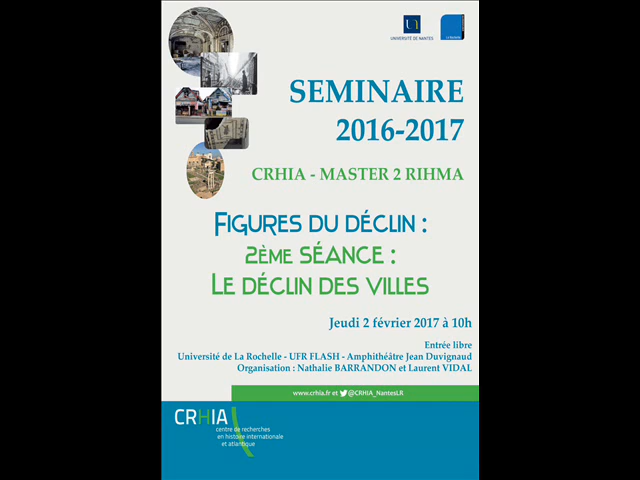 UNIVERSITÉ DE NANTES
SEMINAIRE
2016-2017
CRHIA - MASTER 2 RIHMA
FIGURES DU DÉCLIN :
2ÈME SÉANCE :
LE DÉCLIN DES VILLES
Jeudi 2 février 2017 à 10h
Entrée libre
Université de La Rochelle - UFR FLASH - Amphithéâtre Jean Duvignaud
Organisation : Nathalie BARRANDON et Laurent VIDAL
www.crhia.fr et @CRHIA_NantesLR
CRHIA
centre de recherches
en histoire internationale
et atlantique